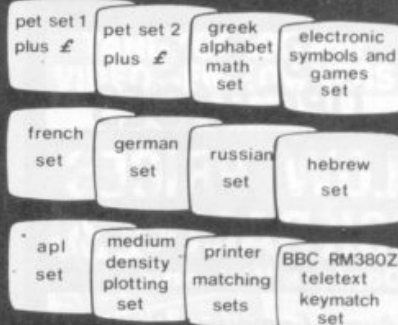 pet set 1
plus £
pet set 2
plus £
greek
alphabet
math
set
electronic
symbols and
games
set
french
set
german
set
russian
set
hebrew
set
apl
set
medium
density
plotting
set
printer
matching
sets
BBC RM380Z
teletext
keymatch
set